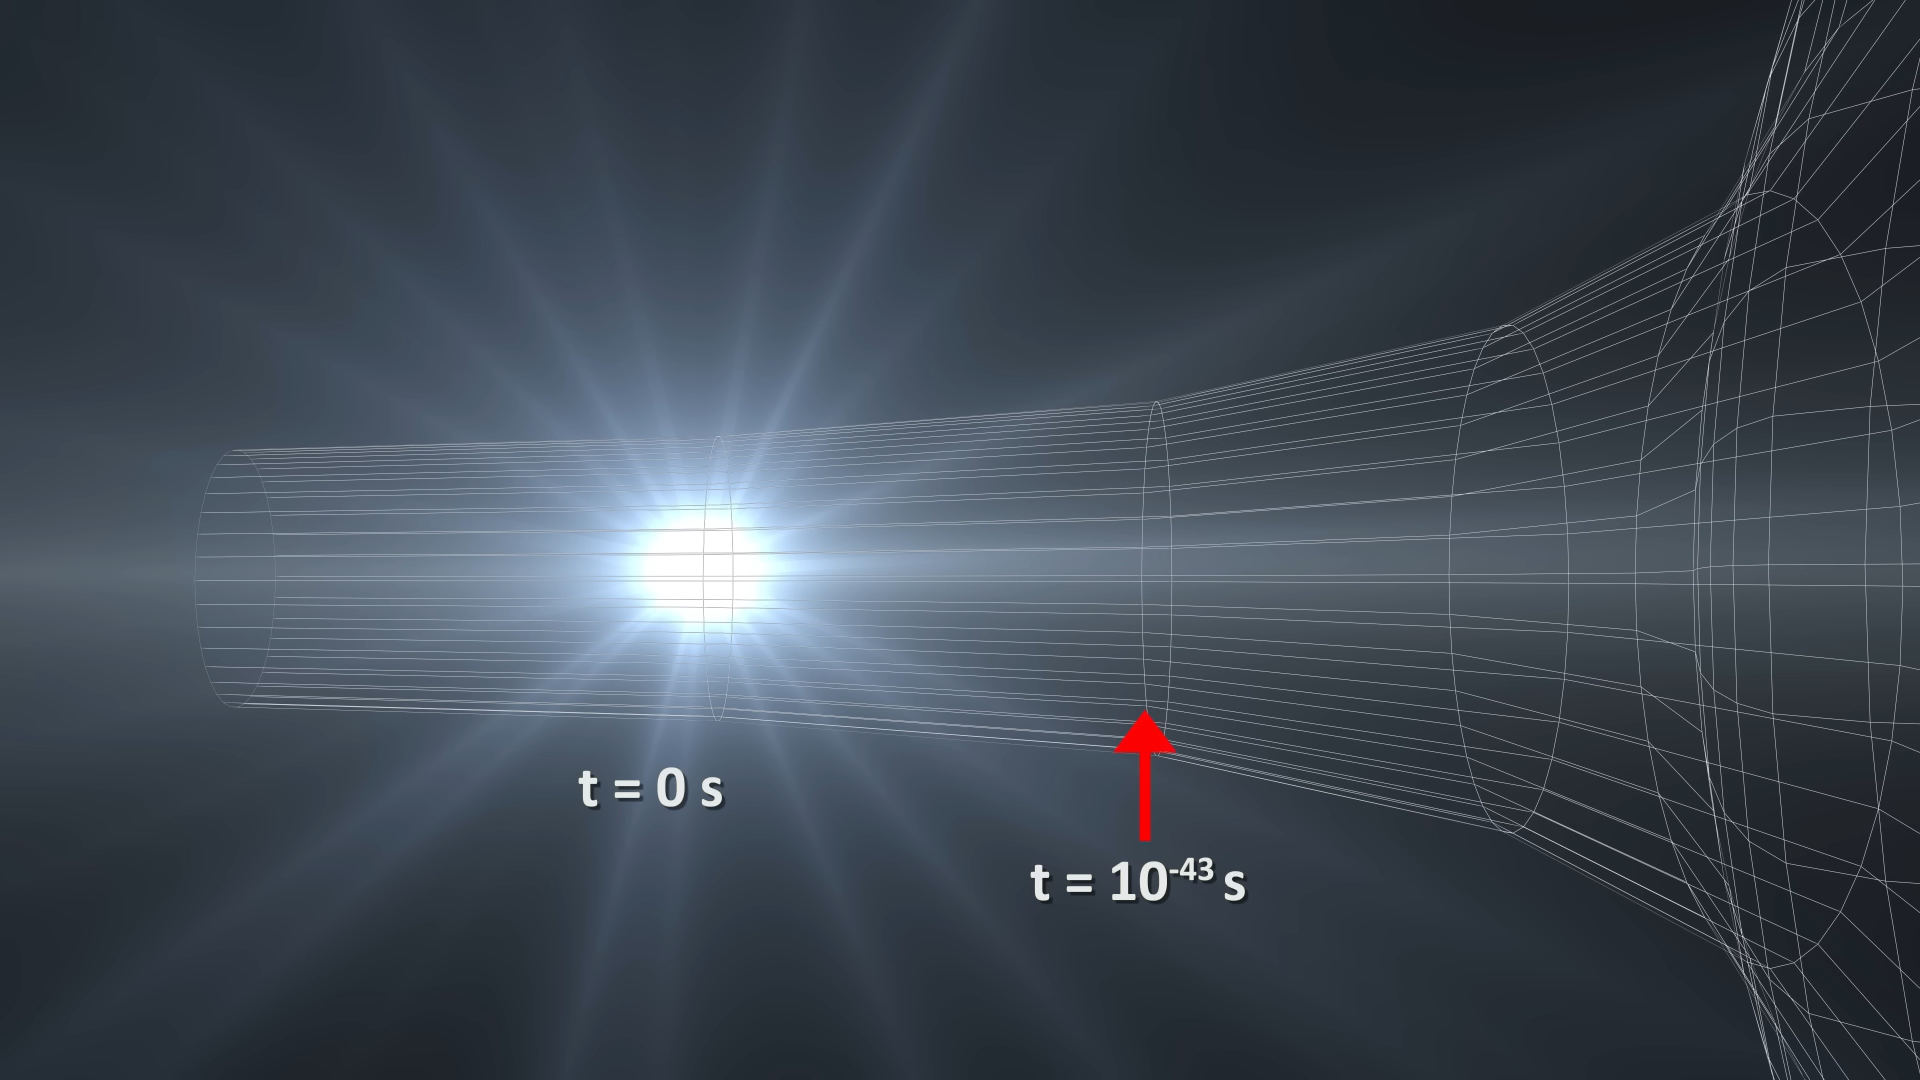 t = 0 s
t = 10⁻⁴³ s